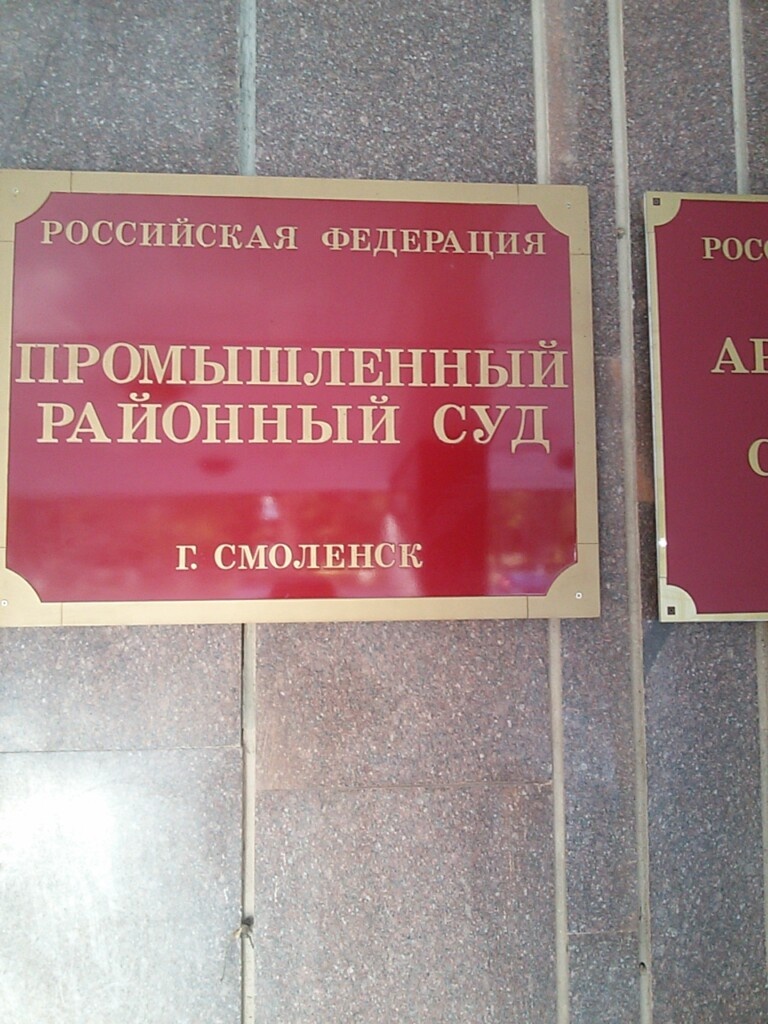 РОССИЙСКАЯ ФЕДЕРАЦИЯ
ПРОМЫШЛЕННЫЙ
РАЙОННЫЙ СУД
Г. СМОЛЕНСК